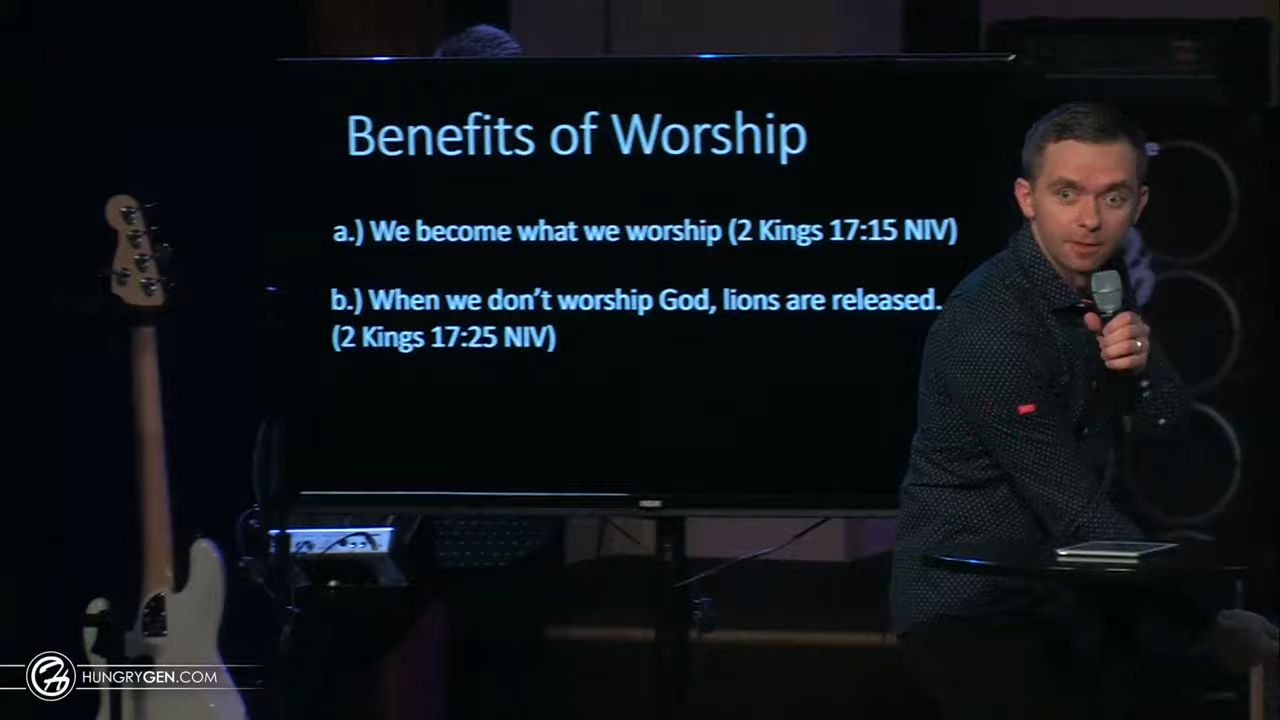 Benefits of Worship
a.) We become what we worship (2 Kings 17:15 NIV)
b.) When we don't worship God, lions are released.
(2 Kings 17:25 NIV)
RCA
HUNGRYGEN.COM